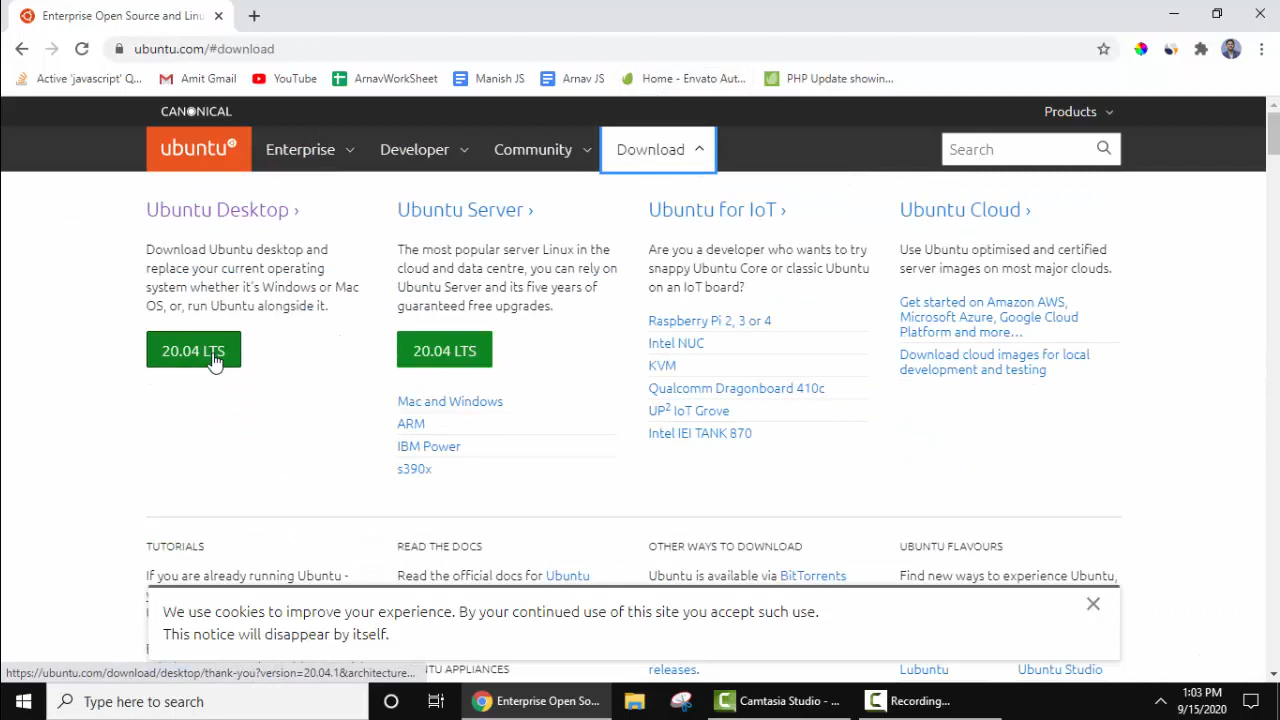 Enterprise Open Source and Linu
ubuntu.com/#download
Active 'javascript' Q...
Amit Gmail
YouTube
ArnavWorkSheet
Manish JS
Arnav JS
Home - Envato Aut...
PHP Update showin...
CANONICAL
Products
ubuntu
Enterprise
Developer
Community
Download
Search
Ubuntu Desktop ›
Download Ubuntu desktop and
replace your current operating
system whether it's Windows or Mac
OS, or, run Ubuntu alongside it.
20.04 LTS
Ubuntu Server ›
The most popular server Linux in the
cloud and data centre, you can rely on
Ubuntu Server and its five years of
guaranteed free upgrades.
20.04 LTS
Mac and Windows
ARM
IBM Power
s390x
Ubuntu for IoT ›
Are you a developer who wants to try
snappy Ubuntu Core or classic Ubuntu
on an IoT board?
Raspberry Pi 2, 3 or 4
Intel NUC
KVM
Qualcomm Dragonboard 410c
UP² IoT Grove
Intel IEI TANK 870
Ubuntu Cloud ›
Use Ubuntu optimised and certified
server images on most major clouds.
Get started on Amazon AWS,
Microsoft Azure, Google Cloud
Platform and more...
Download cloud images for local
development and testing
TUTORIALS
If you are already running Ubuntu -
READ THE DOCS
Read the official docs for Ubuntu
OTHER WAYS TO DOWNLOAD
Ubuntu is available via BitTorrents
UBUNTU FLAVOURS
Find new ways to experience Ubuntu,
We use cookies to improve your experience. By your continued use of this site you accept such use.
This notice will disappear by itself.
https://ubuntu.com/download/desktop/thank-you?version=20.04.1&architecture...
NTU APPLIANCES
releases.
Lubuntu
Ubuntu Studio
Type here to search
Enterprise Open So...
Camtasia Studio - ...
Recording...
1:03 PM
9/15/2020